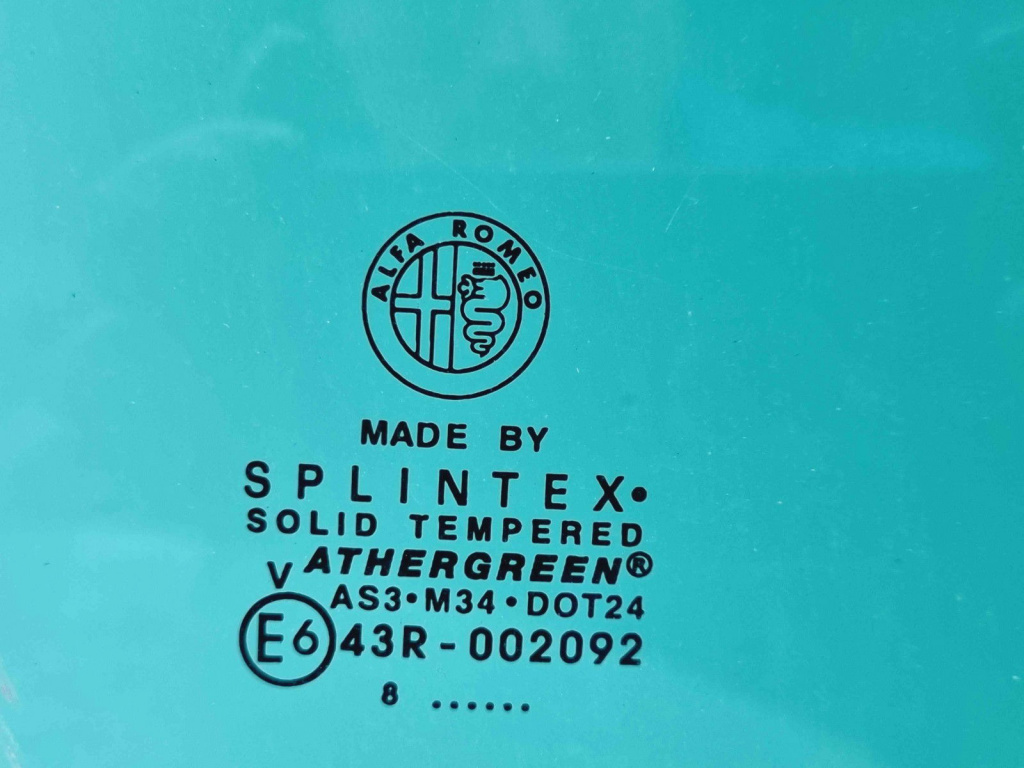 ALFA ROMEO
MADE BY
SPLINTEX•
SOLID TEMPERED
ATHERGREEN®
V
AS3•M34•DOT24
E6 43R-002092
8 ......